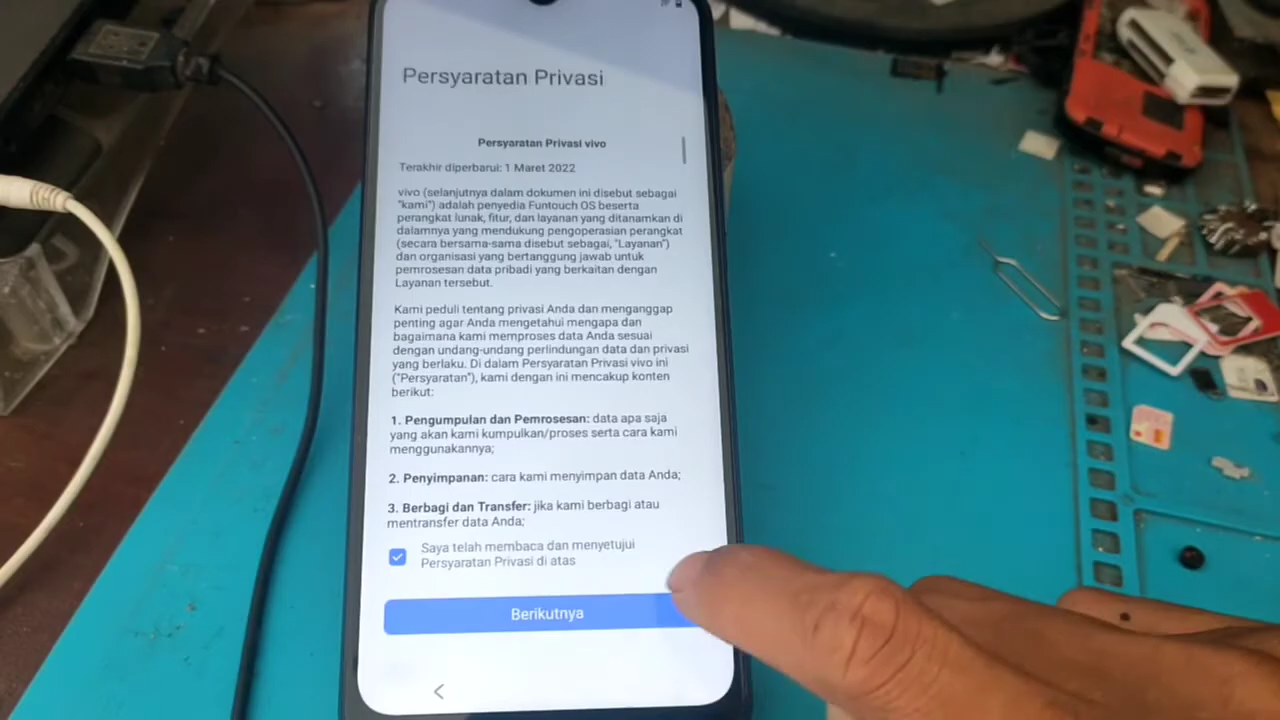 Persyaratan Privasi
Persyaratan Privasi vivo
Terakhir diperbarui: 1 Maret 2022
vivo (selanjutnya dalam dokumen ini disebut sebagai
"kami") adalah penyedia Funtouch OS beserta
perangkat lunak, fitur, dan layanan yang ditanamkan di
dalamnya yang mendukung pengoperasian perangkat
(secara bersama-sama disebut sebagai, "Layanan")
dan organisasi yang bertanggung jawab untuk
pemrosesan data pribadi yang berkaitan dengan
Layanan tersebut.
Kami peduli tentang privasi Anda dan menganggap
penting agar Anda mengetahui mengapa dan
bagaimana kami memproses data Anda sesuai
dengan undang-undang perlindungan data dan privasi
yang berlaku. Di dalam Persyaratan Privasi vivo ini
("Persyaratan"), kami dengan ini mencakup konten
berikut:
1. Pengumpulan dan Pemrosesan: data apa saja
yang akan kami kumpulkan/proses serta cara kami
menggunakannya;
2. Penyimpanan: cara kami menyimpan data Anda;
3. Berbagi dan Transfer: jika kami berbagi atau
mentransfer data Anda;
Saya telah membaca dan menyetujui
Persyaratan Privasi di atas
Berikutnya